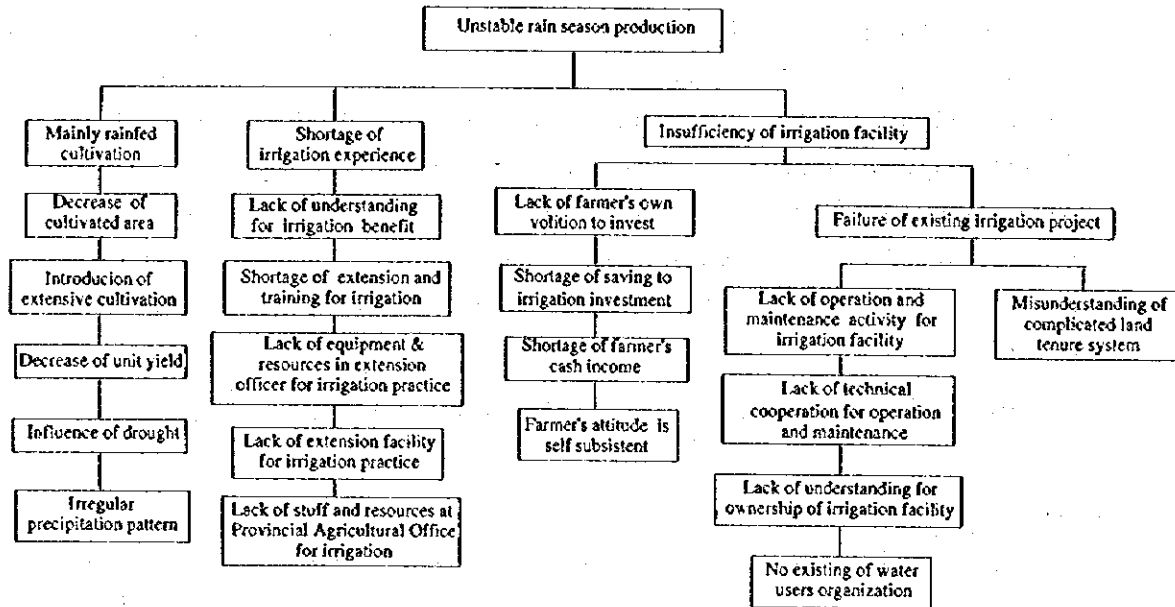 Unstable rain season production
Mainly rainfed
cultivation
Decrease of
cultivated area
Introducion of
extensive cultivation
Decrease of unit yield
Influence of drought
Irregular
precipitation pattern
Shortage of
irrigation experience
Lack of understanding
for irrigation benefit
Shortage of extension and
training for irrigation
Lack of equipment &
resources in extension
officer for irrigation practice
Lack of extension facility
for irrigation practice
Lack of stuff and resources at
Provincial Agricultural Office
for irrigation
Insufficiency of irrigation facility
Lack of farmer's own
volition to invest
Shortage of saving to
irrigation investment
Shortage of farmer's
cash income
Farmer's attitude is
self subsistent
Failure of existing irrigation project
Lack of operation and
maintenance activity for
irrigation facility
Lack of technical
cooperation for operation
and maintenance
Lack of understanding for
ownership of irrigation facility
No existing of water
users organization
Misunderstanding of
complicated land
tenure system